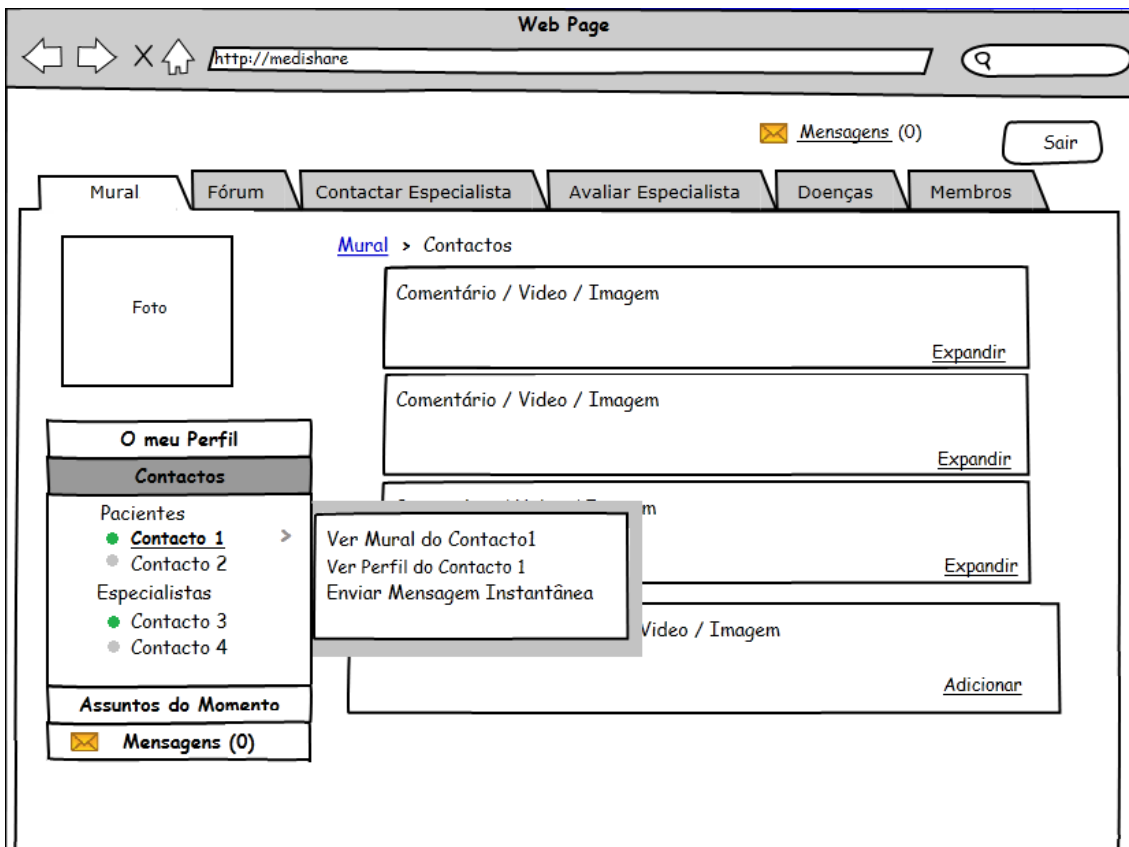 Web Page
http://medishare
Mensagens (0)
Sair
Mural
Fórum
Contactar Especialista
Avaliar Especialista
Doenças
Membros
Foto
Mural > Contactos
Comentário / Video / Imagem
Expandir
Comentário / Video / Imagem
Expandir
Expandir
Video / Imagem
Adicionar
O meu Perfil
Contactos
Pacientes
Contacto 1 >
Contacto 2
Especialistas
Contacto 3
Contacto 4
Ver Mural do Contacto1
Ver Perfil do Contacto 1
Enviar Mensagem Instantânea
Assuntos do Momento
Mensagens (0)